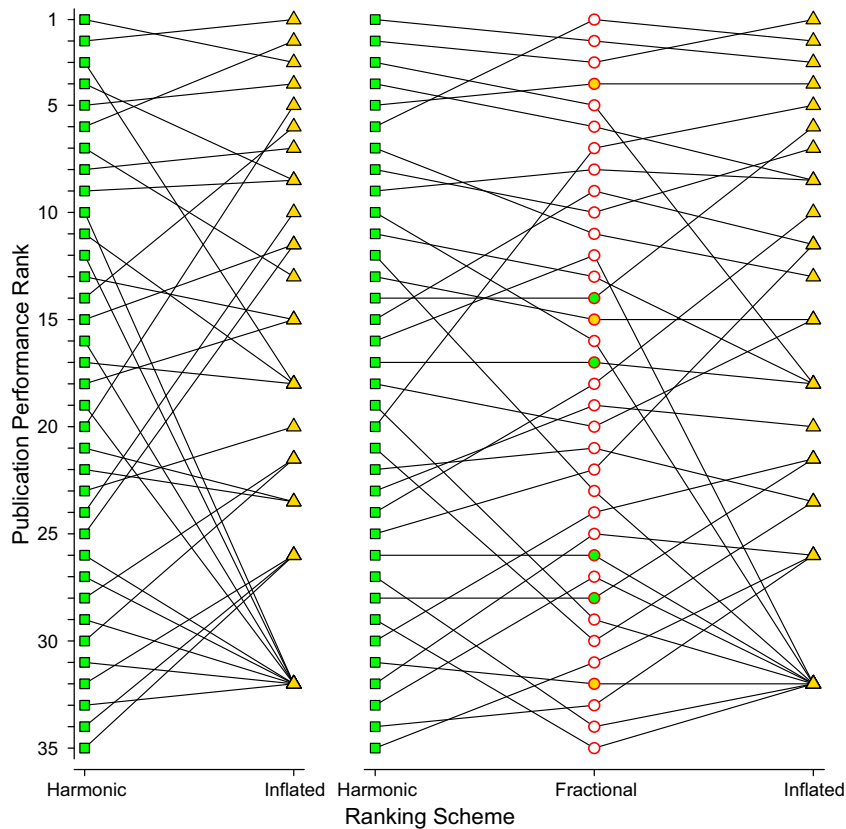 1
5
10
15
20
25
30
35
Publication Performance Rank
Harmonic Inflated Harmonic Fractional Inflated
Ranking Scheme